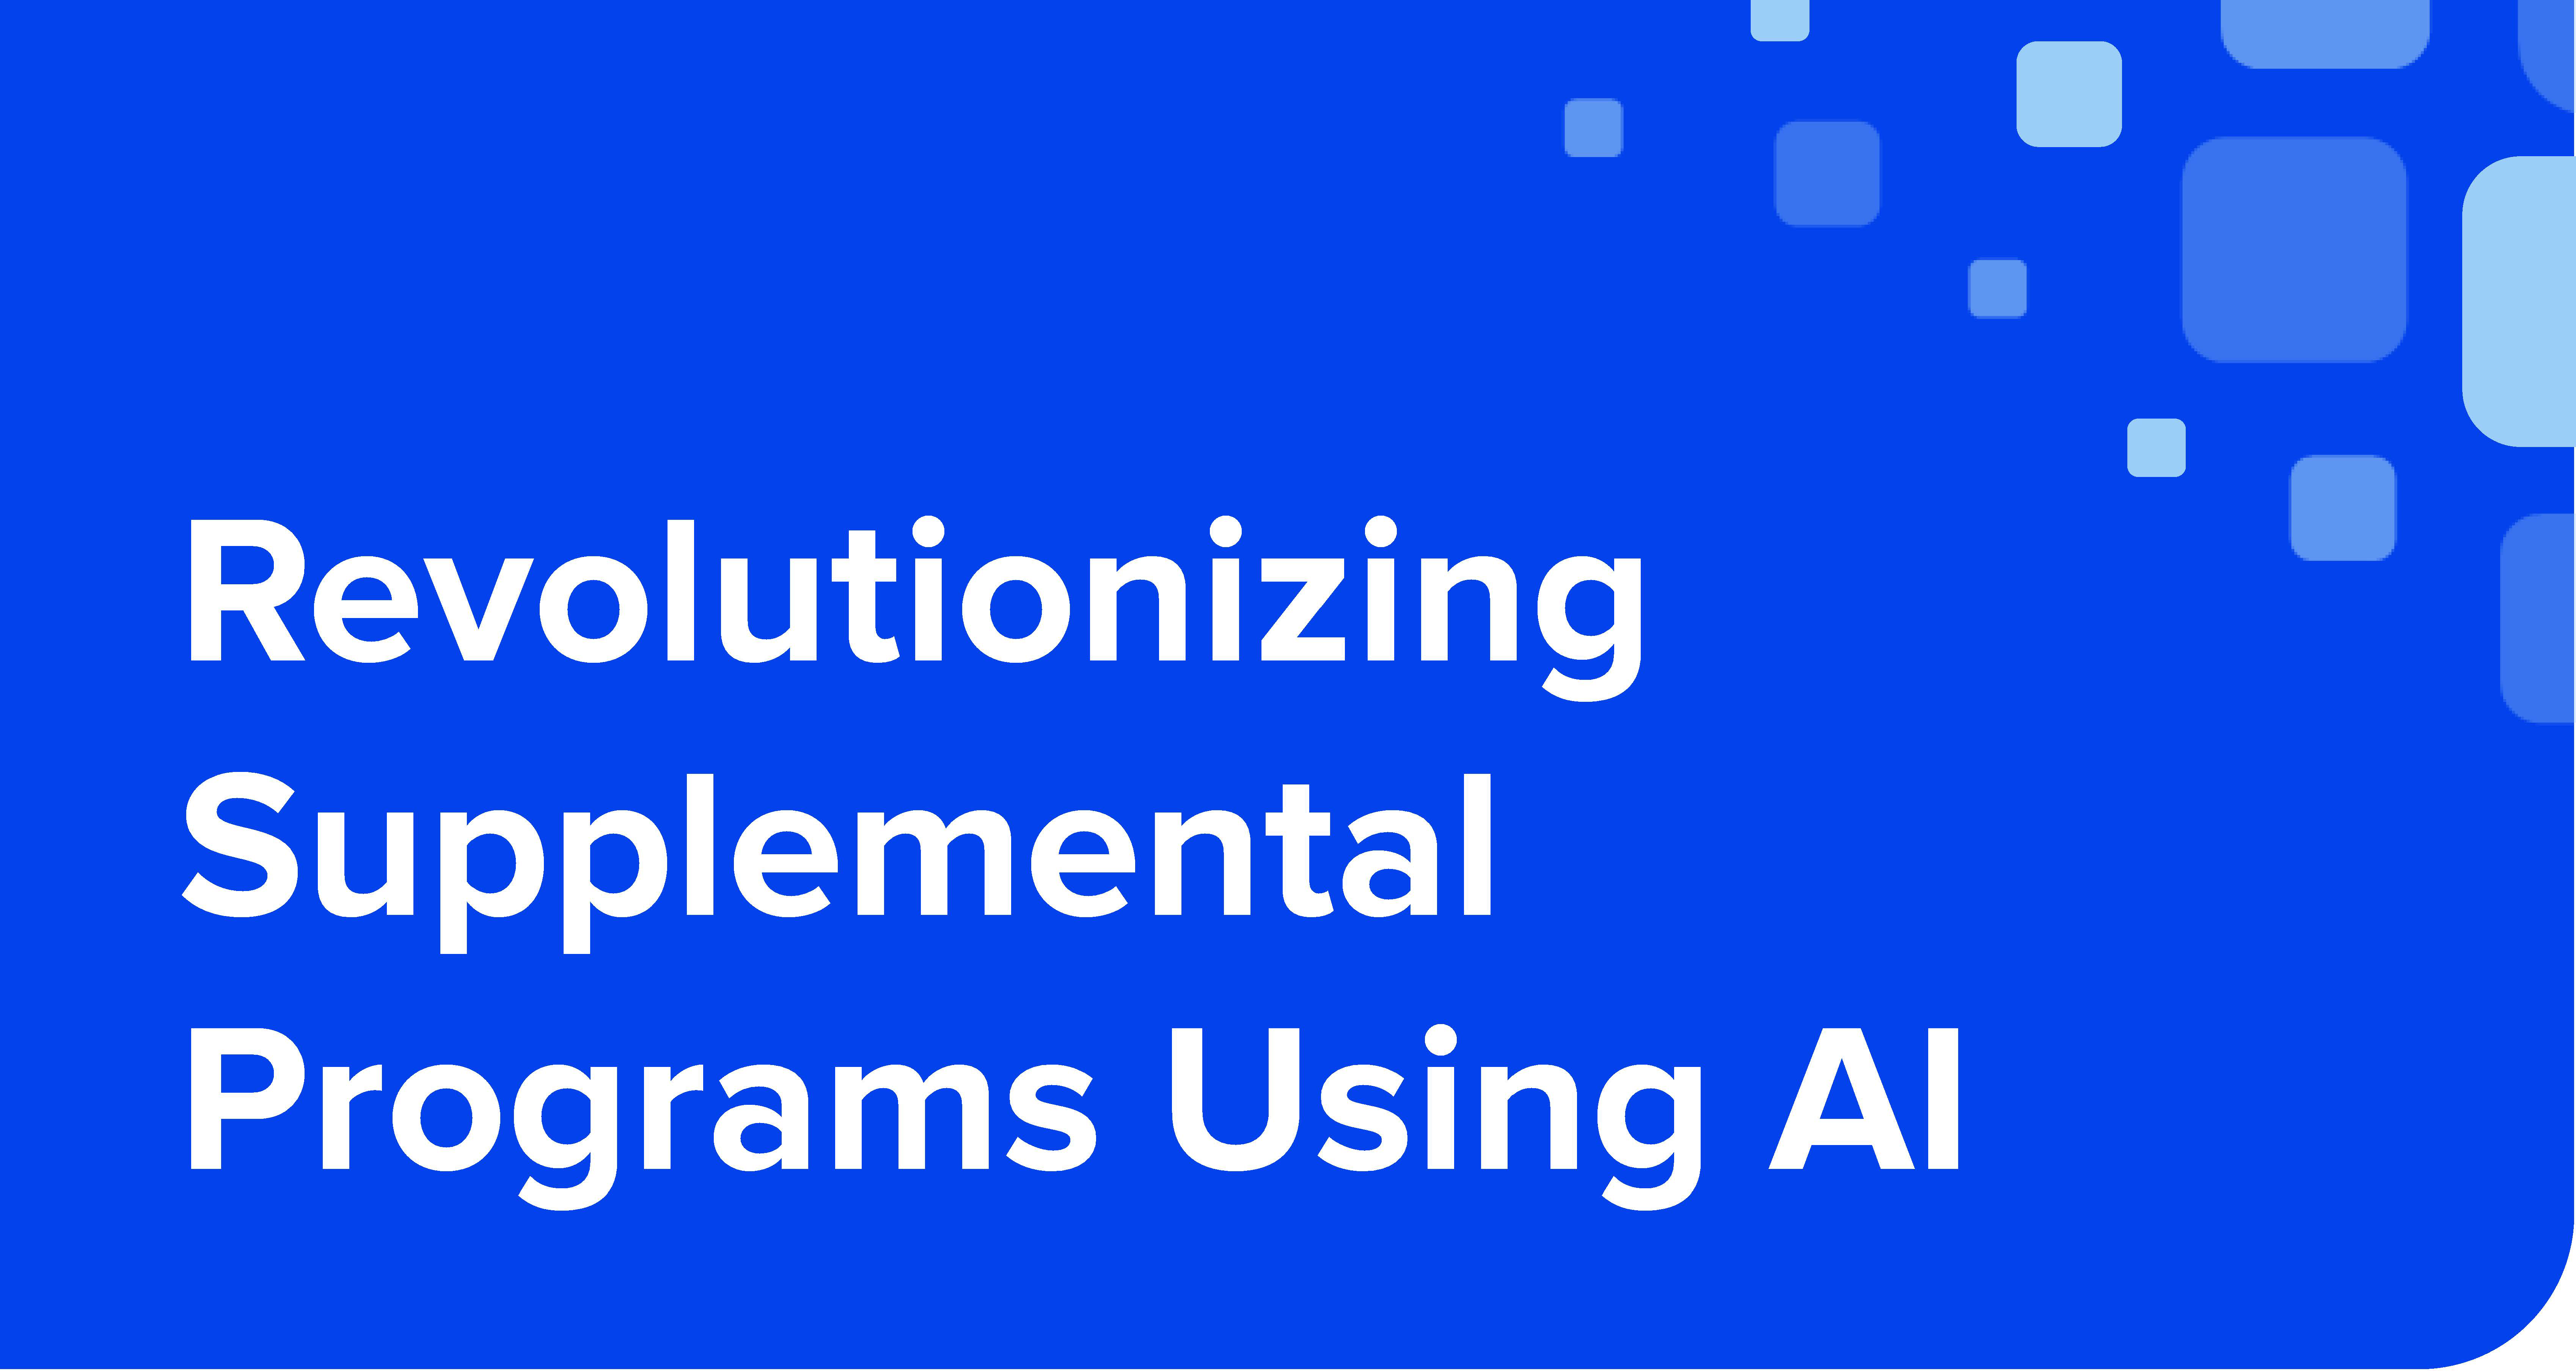 Revolutionizing
Supplemental
Programs Using AI